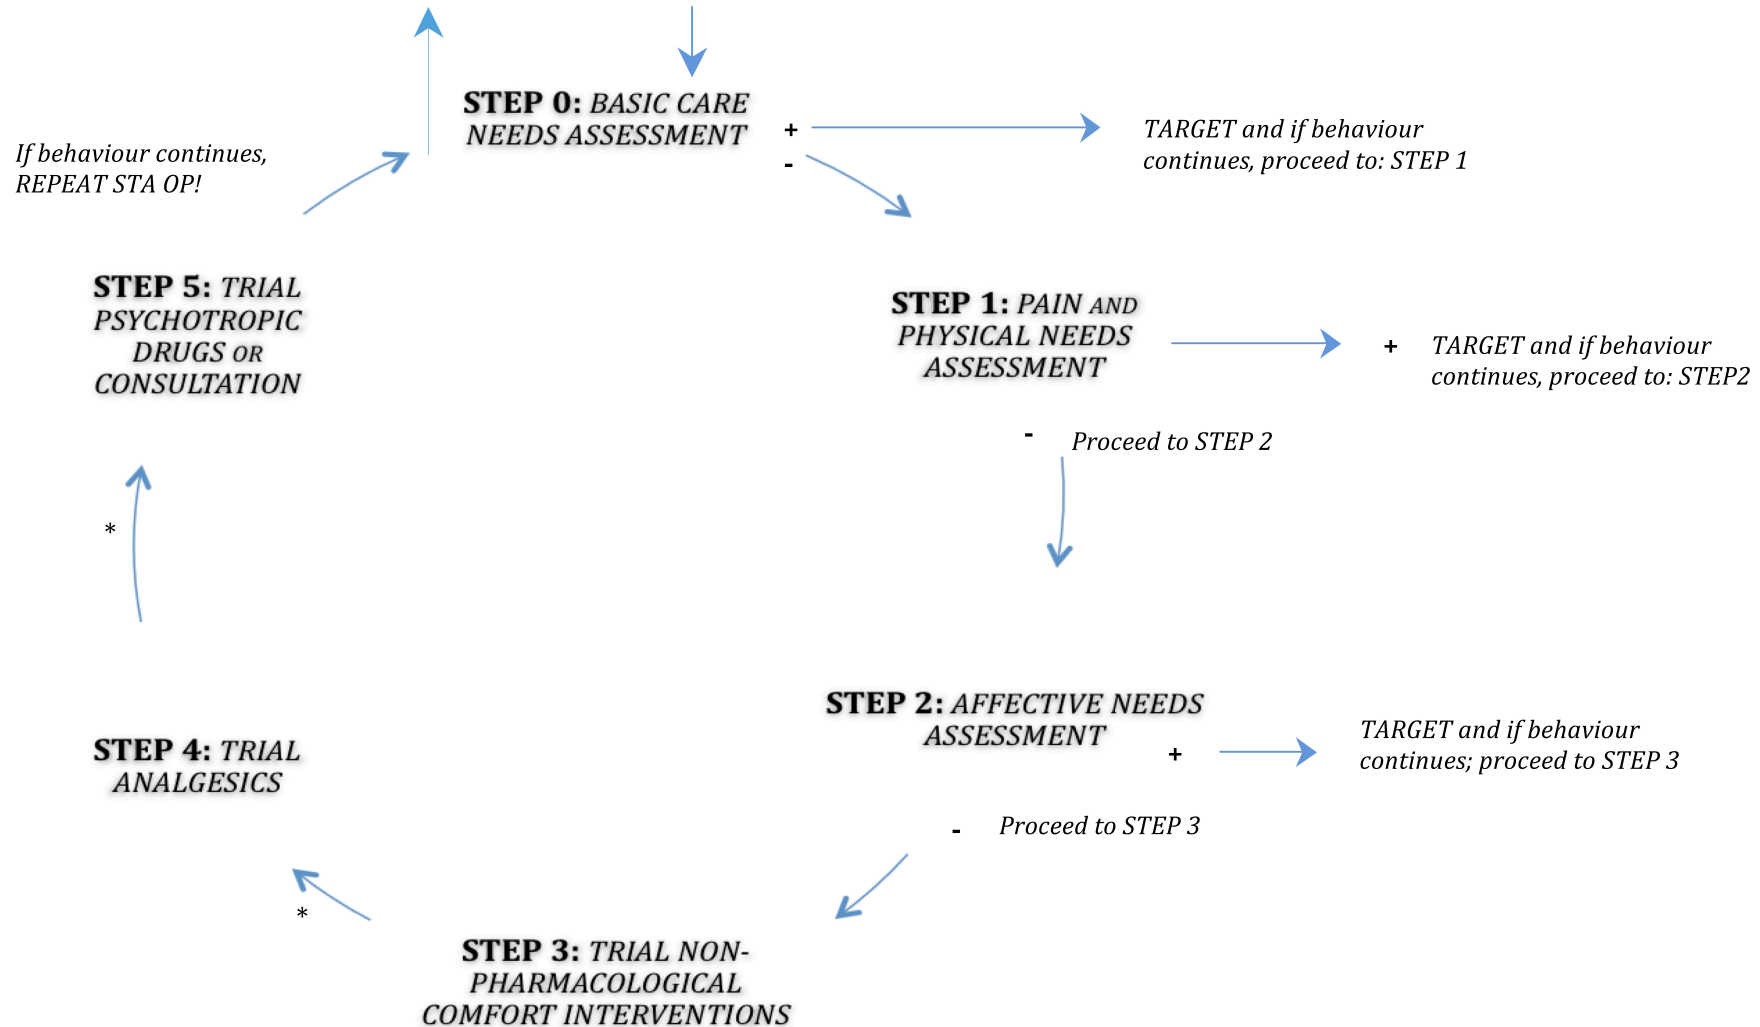 STEP 0: BASIC CARE
NEEDS ASSESSMENT
+
-
TARGET and if behaviour
continues, proceed to: STEP 1
If behaviour continues,
REPEAT STA OP!
STEP 5: TRIAL
PSYCHOTROPIC
DRUGS OR
CONSULTATION
STEP 1: PAIN AND
PHYSICAL NEEDS
ASSESSMENT
+
TARGET and if behaviour
continues, proceed to: STEP2
- Proceed to STEP 2
*
STEP 2: AFFECTIVE NEEDS
ASSESSMENT
+
TARGET and if behaviour
continues; proceed to STEP 3
STEP 4: TRIAL
ANALGESICS
- Proceed to STEP 3
*
STEP 3: TRIAL NON-
PHARMACOLOGICAL
COMFORT INTERVENTIONS